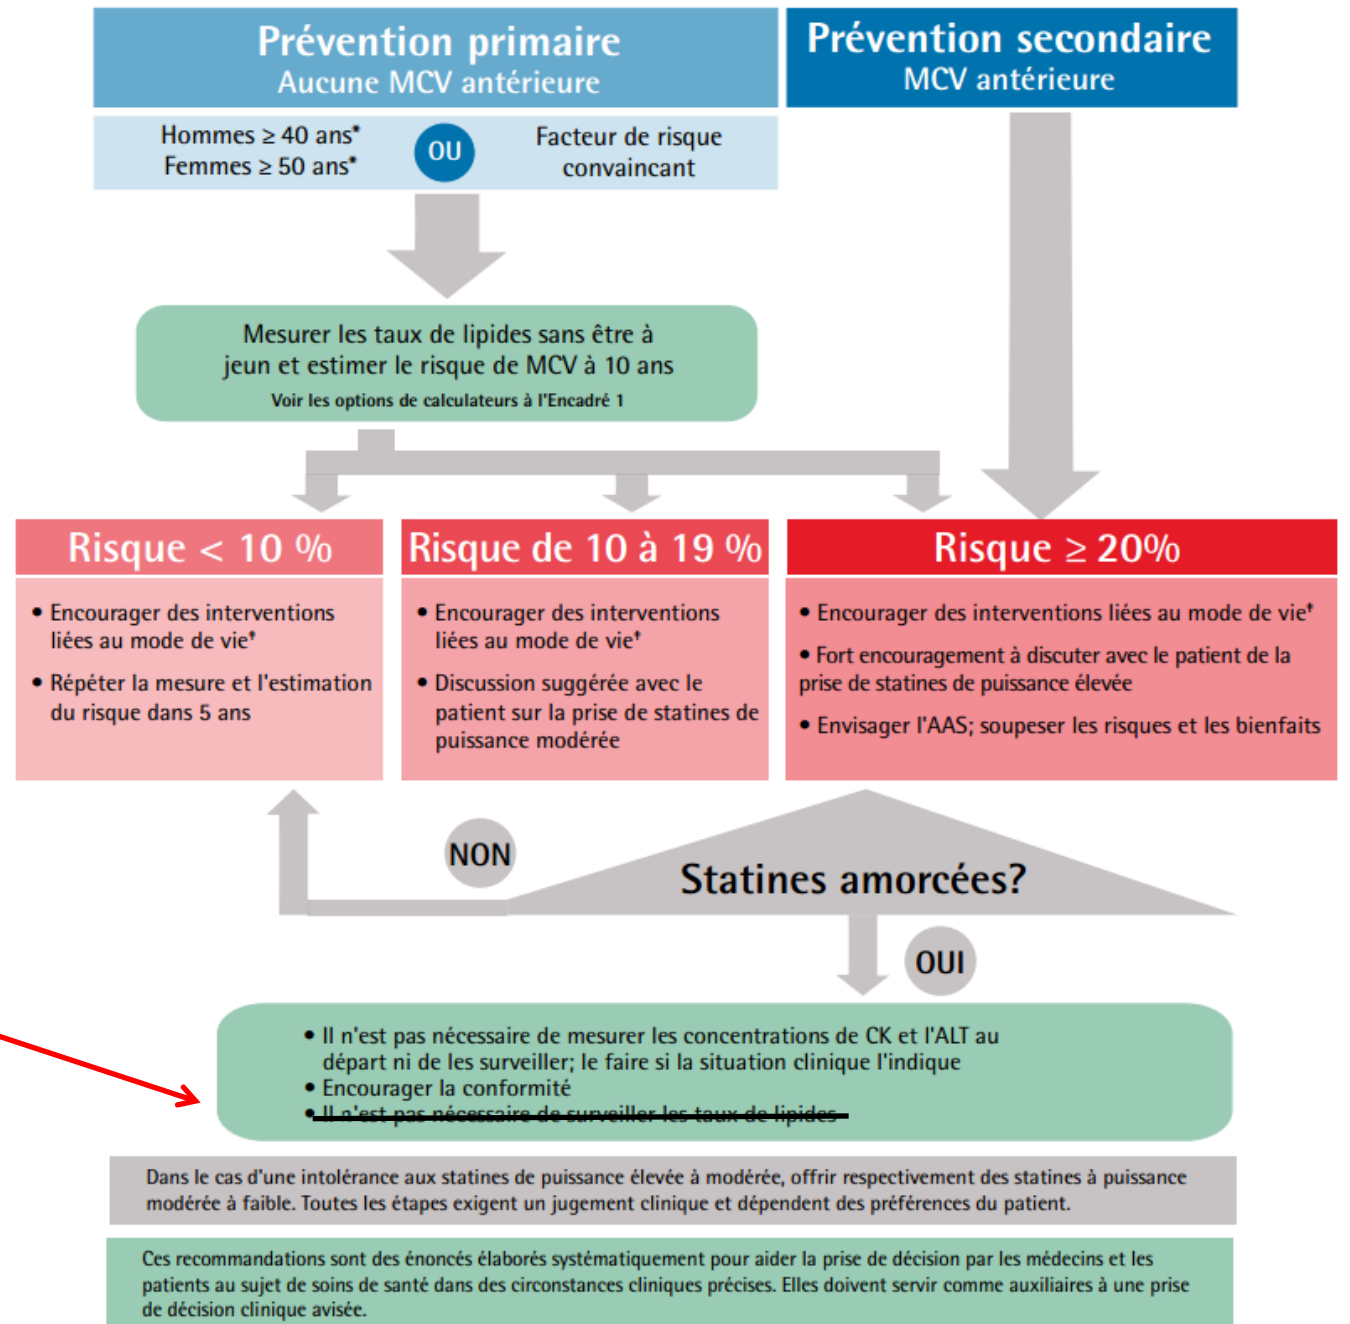 Prévention primaire
Aucune MCV antérieure
Prévention secondaire
MCV antérieure
Hommes ≥ 40 ans*
Femmes ≥ 50 ans*
OU
Facteur de risque
convaincant
Mesurer les taux de lipides sans être à
jeun et estimer le risque de MCV à 10 ans
Voir les options de calculateurs à l'Encadré 1
Risque < 10 %
• Encourager des interventions
liées au mode de vie†
• Répéter la mesure et l'estimation
du risque dans 5 ans
Risque de 10 à 19 %
• Encourager des interventions
liées au mode de vie†
• Discussion suggérée avec le
patient sur la prise de statines de
puissance modérée
Risque ≥ 20%
• Encourager des interventions liées au mode de vie†
• Fort encouragement à discuter avec le patient de la
prise de statines de puissance élevée
• Envisager l'AAS; soupeser les risques et les bienfaits
NON
Statines amorcées?
OUI
• Il n'est pas nécessaire de mesurer les concentrations de CK et l'ALT au
départ ni de les surveiller; le faire si la situation clinique l'indique
• Encourager la conformité
• Il n'est pas nécessaire de surveiller les taux de lipides
Dans le cas d'une intolérance aux statines de puissance élevée à modérée, offrir respectivement des statines à puissance
modérée à faible. Toutes les étapes exigent un jugement clinique et dépendent des préférences du patient.
Ces recommandations sont des énoncés élaborés systématiquement pour aider la prise de décision par les médecins et les
patients au sujet de soins de santé dans des circonstances cliniques précises. Elles doivent servir comme auxiliaires à une prise
de décision clinique avisée.